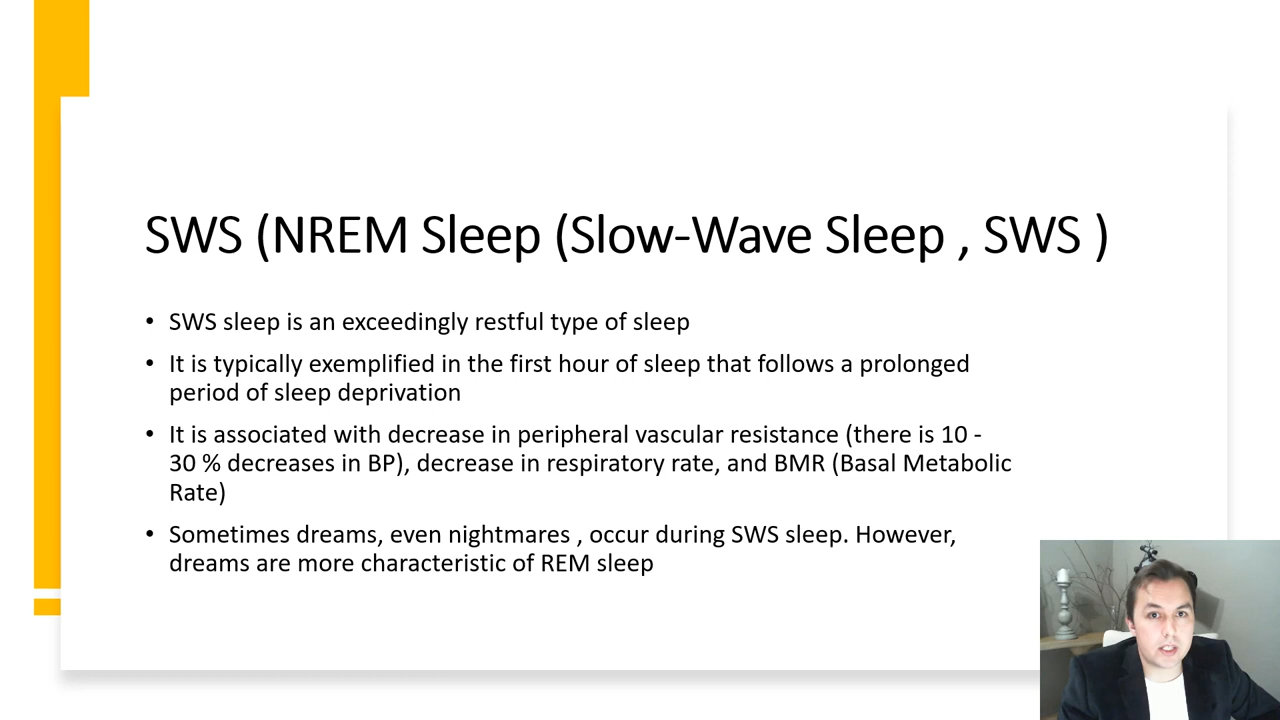 SWS (NREM Sleep (Slow-Wave Sleep , SWS )
• SWS sleep is an exceedingly restful type of sleep
• It is typically exemplified in the first hour of sleep that follows a prolonged
period of sleep deprivation
• It is associated with decrease in peripheral vascular resistance (there is 10 -
30 % decreases in BP), decrease in respiratory rate, and BMR (Basal Metabolic
Rate)
• Sometimes dreams, even nightmares , occur during SWS sleep. However,
dreams are more characteristic of REM sleep